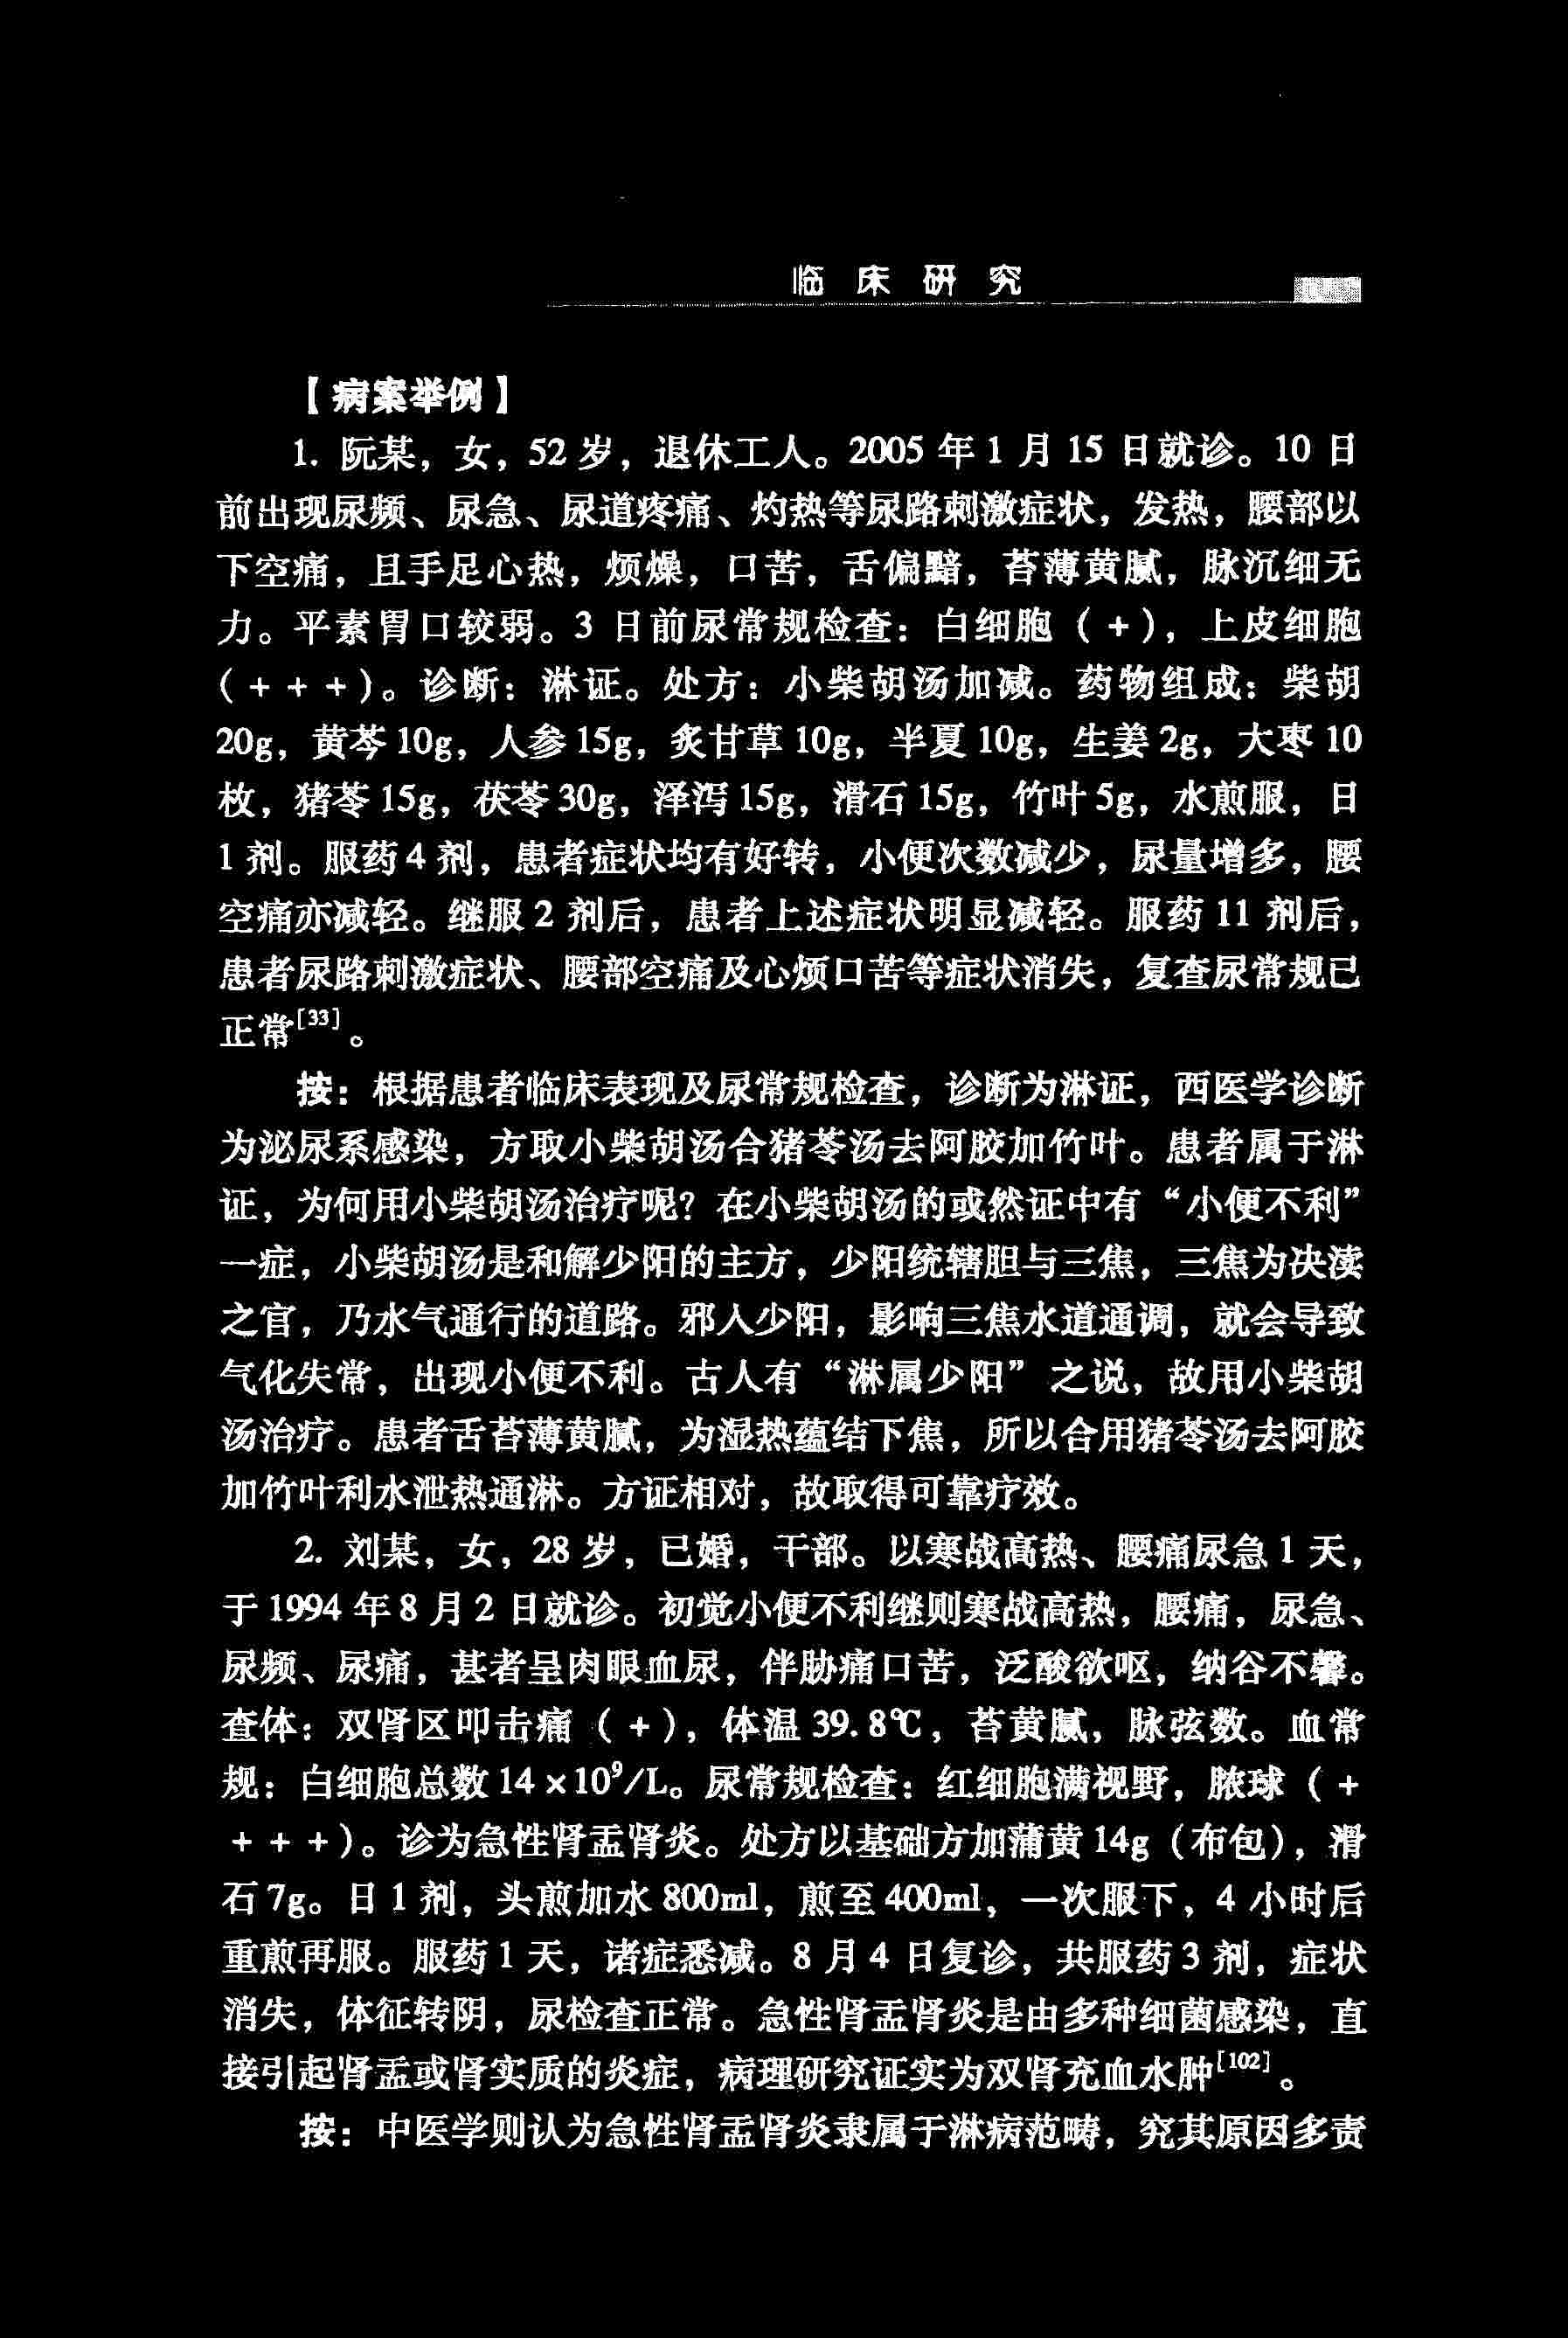 临床研究
【病案举例】
1. 阮某，女，52岁，退休工人。2005年1月15日就诊。10日
前出现尿频、尿急、尿道疼痛、灼热等尿路刺激症状，发热，腰部以
下空痛，且手足心热，烦燥，口苦，舌偏黯，苔薄黄腻，脉沉细无
力。平素胃口较弱。3日前尿常规检查：白细胞（+），上皮细胞
（+++）。诊断：淋证。处方：小柴胡汤加减。药物组成：柴胡
20g，黄芩10g，人参15g，炙甘草10g，半夏10g，生姜2g，大枣10
枚，猪苓15g，茯苓30g，泽泻15g，滑石15g，竹叶5g，水煎服，日
1剂。服药4剂，患者症状均有好转，小便次数减少，尿量增多，腰
空痛亦减轻。继服2剂后，患者上述症状明显减轻。服药11剂后，
患者尿路刺激症状、腰部空痛及心烦口苦等症状消失，复查尿常规已
正常[33]。
按：根据患者临床表现及尿常规检查，诊断为淋证，西医学诊断
为泌尿系感染，方取小柴胡汤合猪苓汤去阿胶加竹叶。患者属于淋
证，为何用小柴胡汤治疗呢？在小柴胡汤的或然证中有“小便不利”
一症，小柴胡汤是和解少阳的主方，少阳统辖胆与三焦，三焦为决渎
之官，乃水气通行的道路。邪入少阳，影响三焦水道通调，就会导致
气化失常，出现小便不利。古人有“淋属少阳”之说，故用小柴胡
汤治疗。患者舌苔薄黄腻，为湿热蕴结下焦，所以合用猪苓汤去阿胶
加竹叶利水泄热通淋。方证相对，故取得可靠疗效。
2. 刘某，女，28岁，已婚，干部。以寒战高热、腰痛尿急1天，
于1994年8月2日就诊。初觉小便不利继则寒战高热，腰痛，尿急、
尿频、尿痛，甚者呈肉眼血尿，伴胁痛口苦，泛酸欲呕，纳谷不馨。
查体：双肾区叩击痛（+），体温39.8℃，苔黄腻，脉弦数。血常
规：白细胞总数14×10⁹/L。尿常规检查：红细胞满视野，脓球（+
+++）。诊为急性肾盂肾炎。处方以基础方加蒲黄14g（布包），滑
石7g。日1剂，头煎加水800ml，煎至400ml，一次服下，4小时后
重煎再服。服药1天，诸症悉减。8月4日复诊，共服药3剂，症状
消失，体征转阴，尿检查正常。急性肾盂肾炎是由多种细菌感染，直
接引起肾盂或肾实质的炎症，病理研究证实为双肾充血水肿[102]。
按：中医学则认为急性肾盂肾炎隶属于淋病范畴，究其原因多责